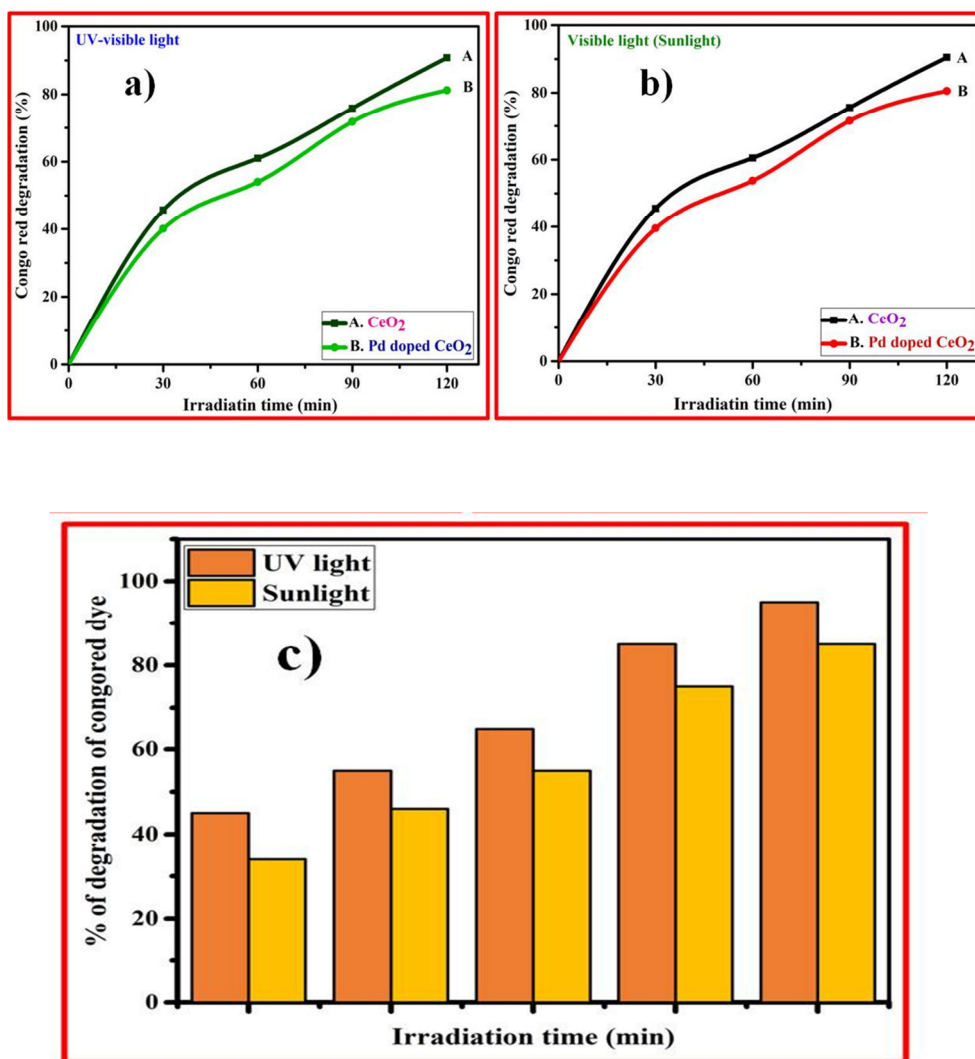 UV-visible light
a)
A
B
Congo red degradation (%)
100
80
60
40
20
0
A. CeO2
B. Pd doped CeO2
0 30 60 90 120
Irradiatin time (min)
Visible light (Sunlight)
b)
A
B
Congo red degradation (%)
100
80
60
40
20
0
A. CeO2
B. Pd doped CeO2
0 30 60 90 120
Irradiatin time (min)
UV light
Sunlight
c)
% of degradation of congored dye
100
80
60
40
20
0
Irradiation time (min)